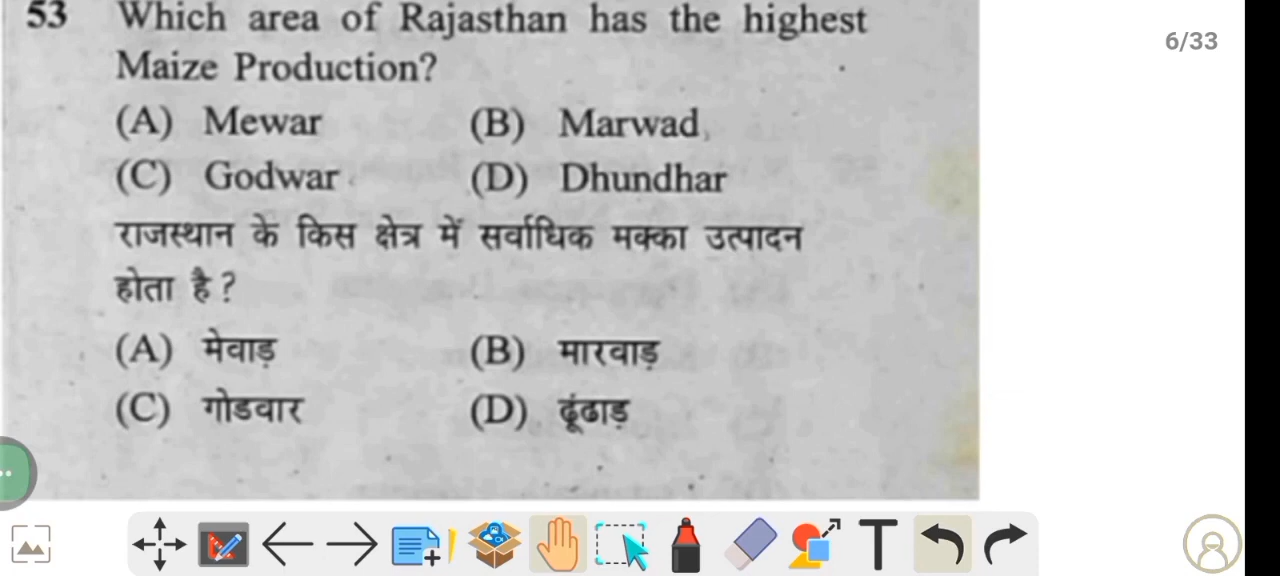 53 Which area of Rajasthan has the highest
6/33
Maize Production?
(A) Mewar (B) Marwad
(C) Godwar (D) Dhundhar
राजस्थान के किस क्षेत्र में सर्वाधिक मक्का उत्पादन
होता है ?
(A) मेवाड़ (B) मारवाड़
(C) गोडवार (D) ढूंढाड़
T